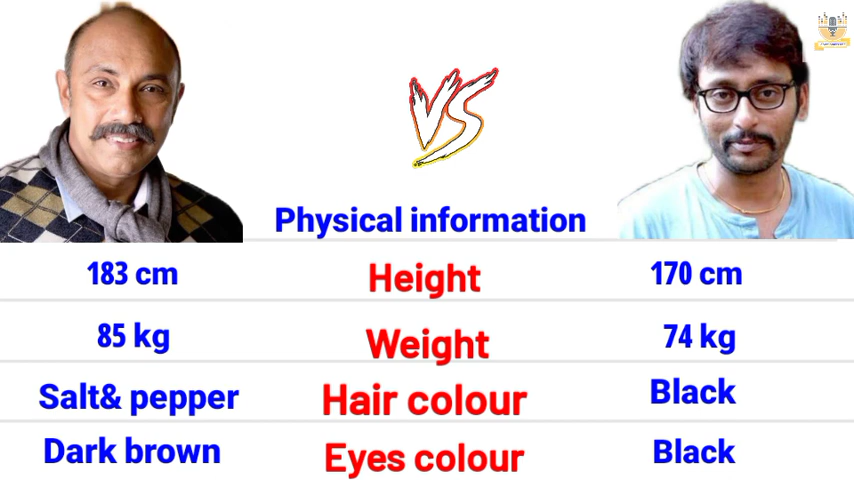 VS
Physical information
183 cm Height 170 cm
85 kg Weight 74 kg
Salt& pepper Hair colour Black
Dark brown Eyes colour Black